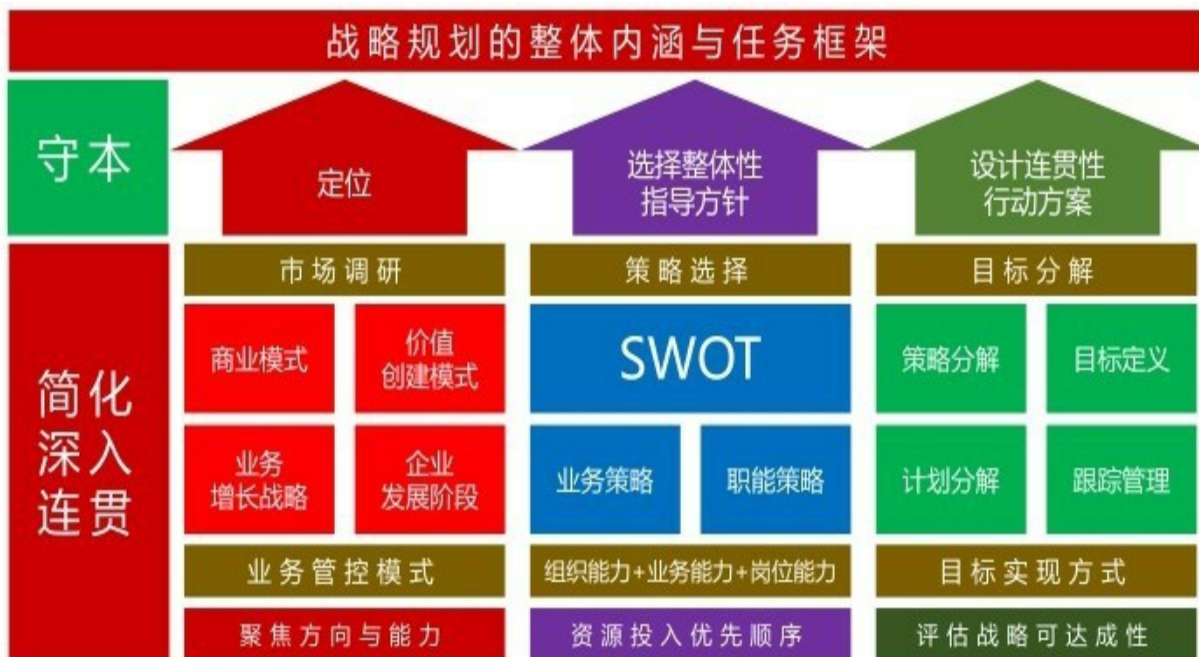 战略规划的整体内涵与任务框架
守本
定位
选择整体性
指导方针
设计连贯性
行动方案
简化
深入
连贯
市场调研
策略选择
目标分解
商业模式
价值
创建模式
SWOT
策略分解
目标定义
业务
增长战略
企业
发展阶段
业务策略
职能策略
计划分解
跟踪管理
业务管控模式
组织能力+业务能力+岗位能力
目标实现方式
聚焦方向与能力
资源投入优先顺序
评估战略可达成性